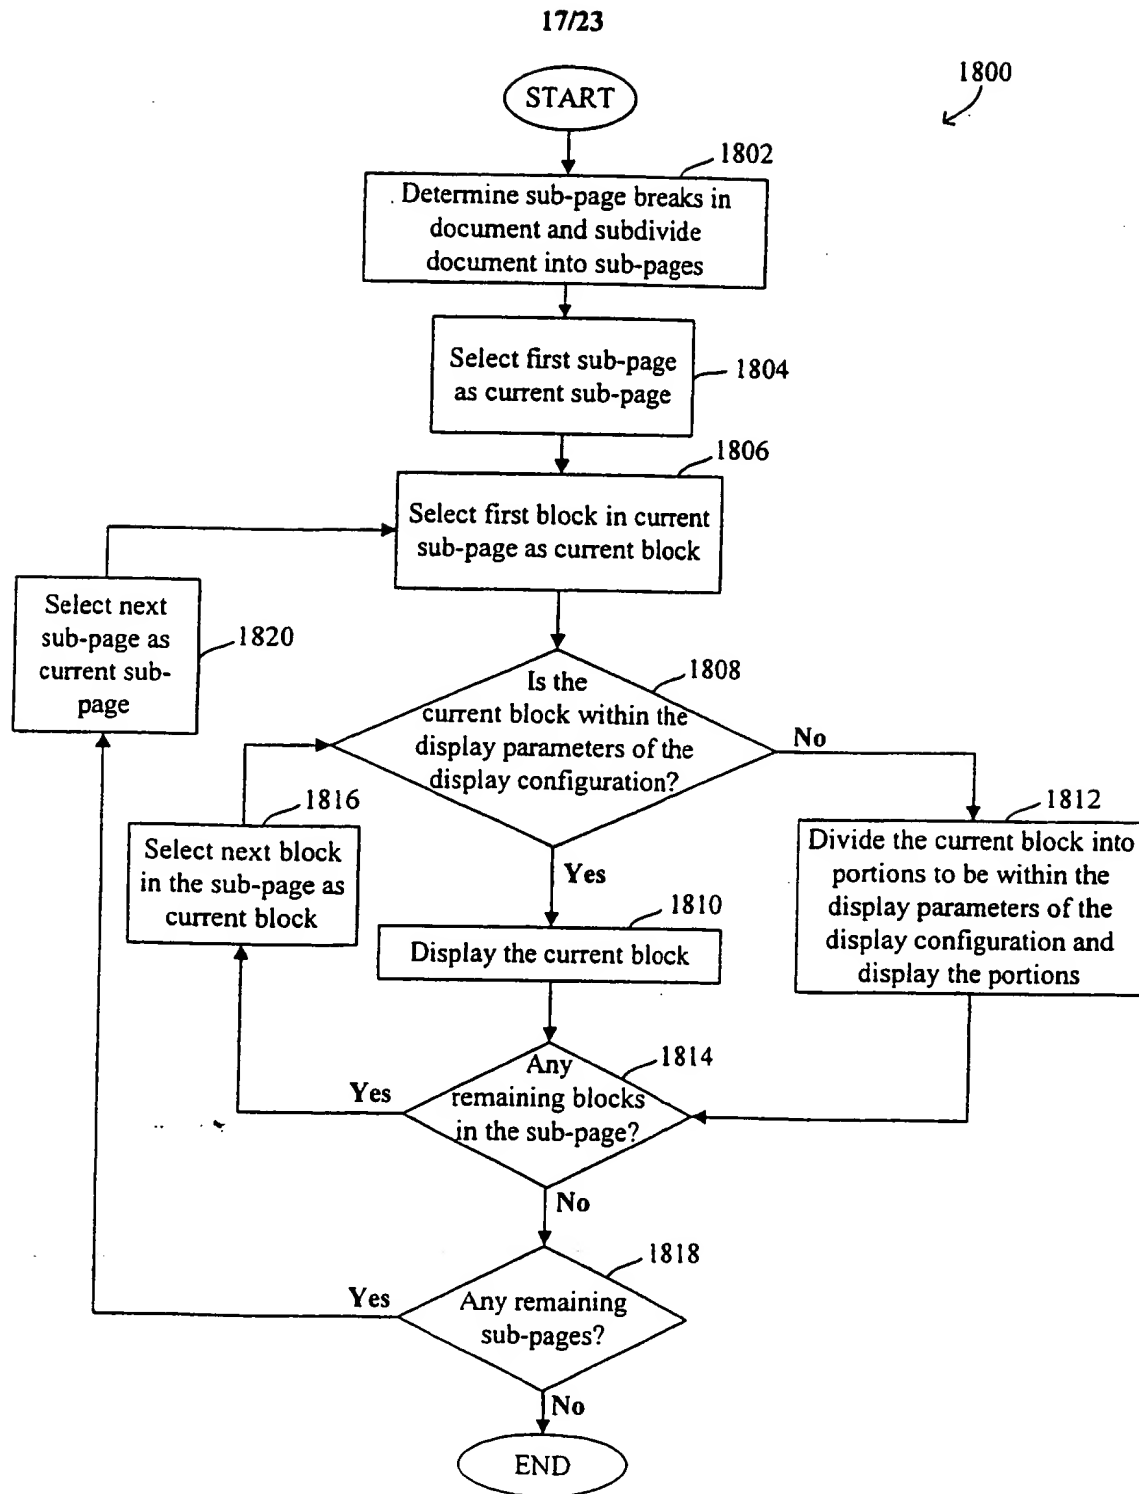 17/23
1800
START
1802
Determine sub-page breaks in
document and subdivide
document into sub-pages
Select first sub-page
as current sub-page
1804
1806
Select first block in current
sub-page as current block
Select next
sub-page as
current sub-
page
1820
Is the
current block within the
display parameters of the
display configuration?
1808
No
1816
Select next block
in the sub-page as
current block
Yes
1810
Display the current block
1812
Divide the current block into
portions to be within the
display parameters of the
display configuration and
display the portions
Any
remaining blocks
in the sub-page?
1814
Yes
No
1818
Any remaining
sub-pages?
Yes
No
END